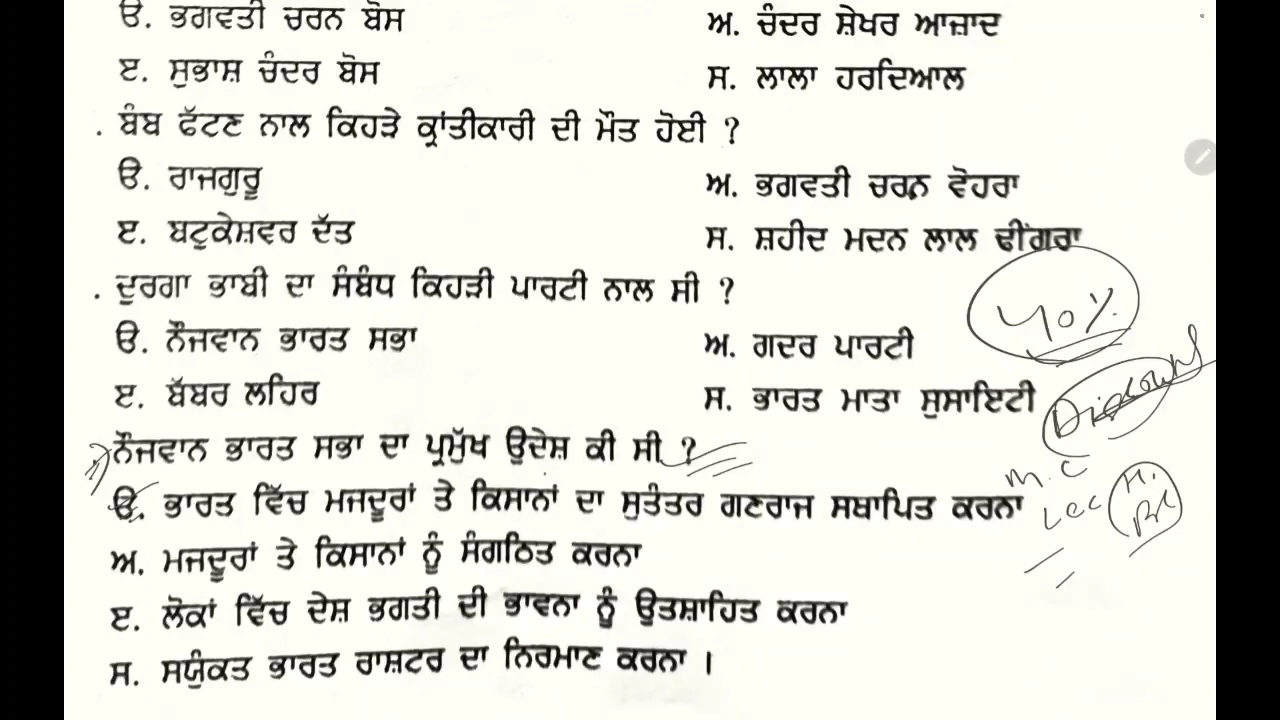 ੳ. ਭਗਵਤੀ ਚਰਨ ਬੋਸ ਅ. ਚੰਦਰ ਸ਼ੇਖਰ ਆਜ਼ਾਦ
ੲ. ਸੁਭਾਸ਼ ਚੰਦਰ ਬੋਸ ਸ. ਲਾਲਾ ਹਰਦਿਆਲ
. ਬੰਬ ਫੱਟਣ ਨਾਲ ਕਿਹੜੇ ਕ੍ਰਾਂਤੀਕਾਰੀ ਦੀ ਮੌਤ ਹੋਈ ?
ੳ. ਰਾਜਗੁਰੂ ਅ. ਭਗਵਤੀ ਚਰਨ ਵੋਹਰਾ
ੲ. ਬਟੁਕੇਸ਼ਵਰ ਦੱਤ ਸ. ਸ਼ਹੀਦ ਮਦਨ ਲਾਲ ਢੀਂਗਰਾ
. ਦੁਰਗਾ ਭਾਬੀ ਦਾ ਸੰਬੰਧ ਕਿਹੜੀ ਪਾਰਟੀ ਨਾਲ ਸੀ ?
40%
ੳ. ਨੌਜਵਾਨ ਭਾਰਤ ਸਭਾ ਅ. ਗਦਰ ਪਾਰਟੀ
ੲ. ਬੱਬਰ ਲਹਿਰ ਸ. ਭਾਰਤ ਮਾਤਾ ਸੁਸਾਇਟੀ
Discount
ਨੌਜਵਾਨ ਭਾਰਤ ਸਭਾ ਦਾ ਪ੍ਰਮੁੱਖ ਉਦੇਸ਼ ਕੀ ਸੀ ?
M.C
ੳ. ਭਾਰਤ ਵਿੱਚ ਮਜਦੂਰਾਂ ਤੇ ਕਿਸਾਨਾਂ ਦਾ ਸੁਤੰਤਰ ਗਣਰਾਜ ਸਥਾਪਿਤ ਕਰਨਾ
Lec
ਅ. ਮਜਦੂਰਾਂ ਤੇ ਕਿਸਾਨਾਂ ਨੂੰ ਸੰਗਠਿਤ ਕਰਨਾ
ੲ. ਲੋਕਾਂ ਵਿੱਚ ਦੇਸ਼ ਭਗਤੀ ਦੀ ਭਾਵਨਾ ਨੂੰ ਉਤਸ਼ਾਹਿਤ ਕਰਨਾ
ਸ. ਸਯੁੰਕਤ ਭਾਰਤ ਰਾਸ਼ਟਰ ਦਾ ਨਿਰਮਾਣ ਕਰਨਾ ।